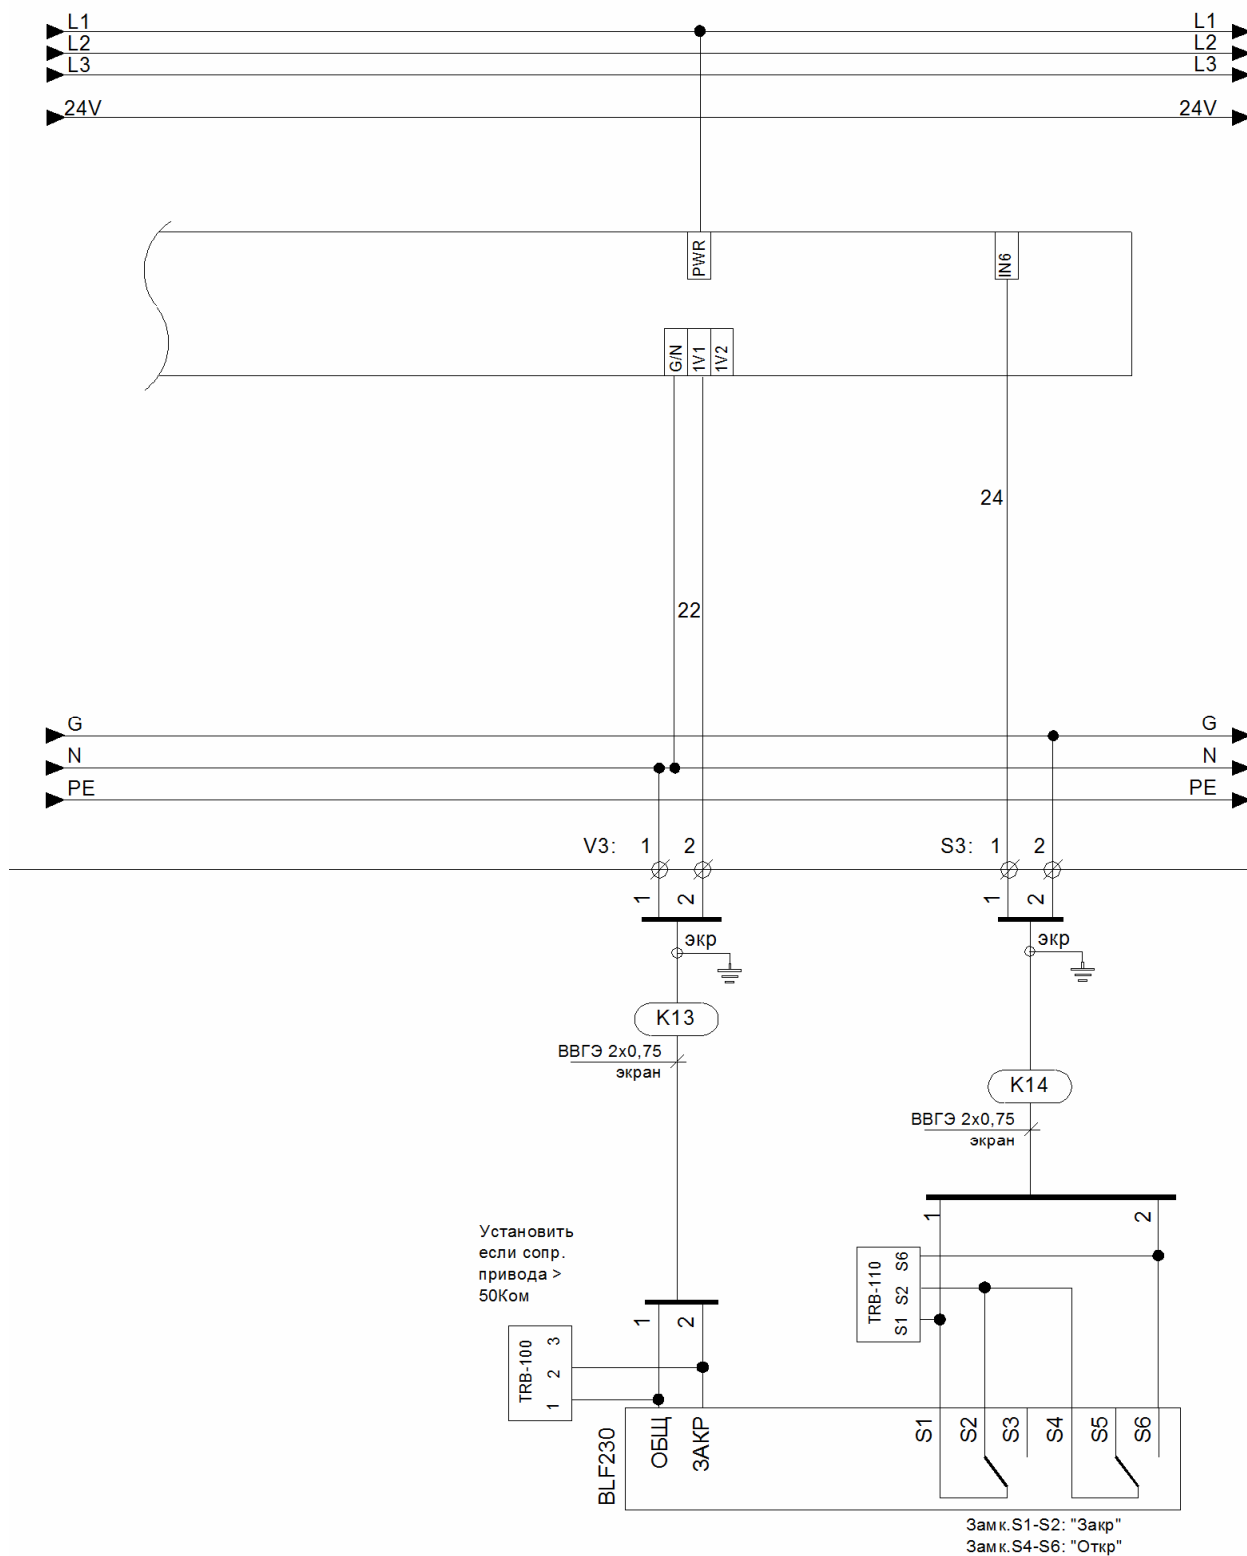 L1 L1
L2 L2
L3 L3
24V 24V
PWR IN6
G/N 1V1 1V2
24
22
G G
N N
PE PE
V3: 1 2 S3: 1 2
1 2 1 2
экр экр
K13
ВВГЭ 2х0,75
экран
K14
ВВГЭ 2х0,75
экран
1 2
Установить
если сопр.
привода >
50Ком
TRB-110 S1 S2 S6
1 2
TRB-100 1 2 3
BLF230 ОБЩ ЗАКР S1 S2 S3 S4 S5 S6
Замк.S1-S2: "Закр"
Замк.S4-S6: "Откр"